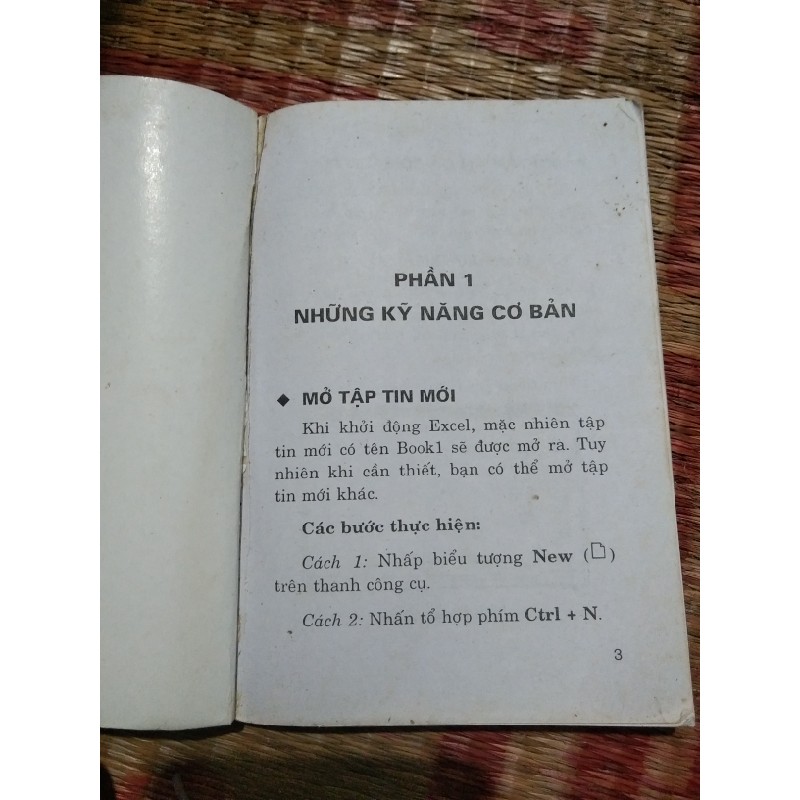 PHẦN 1
NHỮNG KỸ NĂNG CƠ BẢN
◆ MỞ TẬP TIN MỚI
Khi khởi động Excel, mặc nhiên tập
tin mới có tên Book1 sẽ được mở ra. Tuy
nhiên khi cần thiết, bạn có thể mở tập
tin mới khác.
Các bước thực hiện:
Cách 1: Nhấp biểu tượng New ( )
trên thanh công cụ.
Cách 2: Nhấn tổ hợp phím Ctrl + N.
3